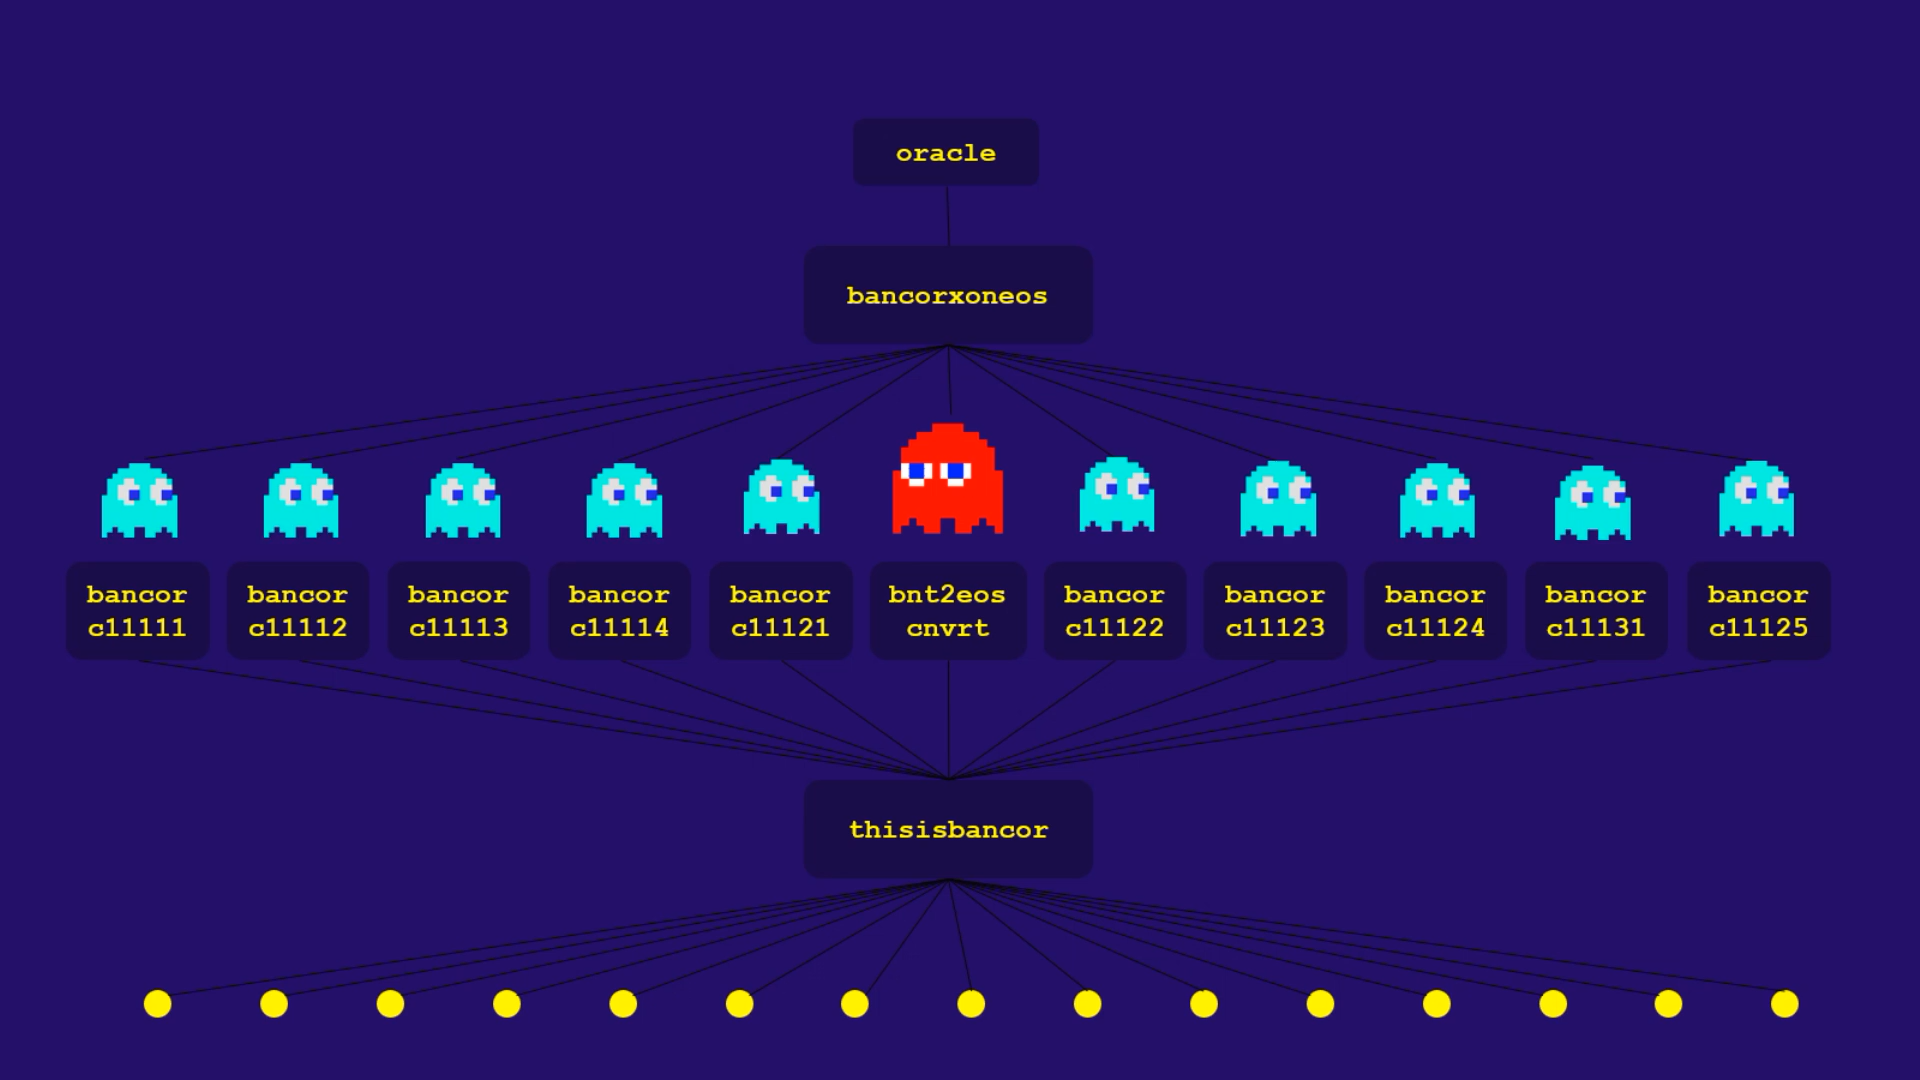 oracle
bancorxoneos
bancor bancor bancor bancor bancor bnt2eos bancor bancor bancor bancor bancor
c11111 c11112 c11113 c11114 c11121 cnvrt c11122 c11123 c11124 c11131 c11125
thisisbancor